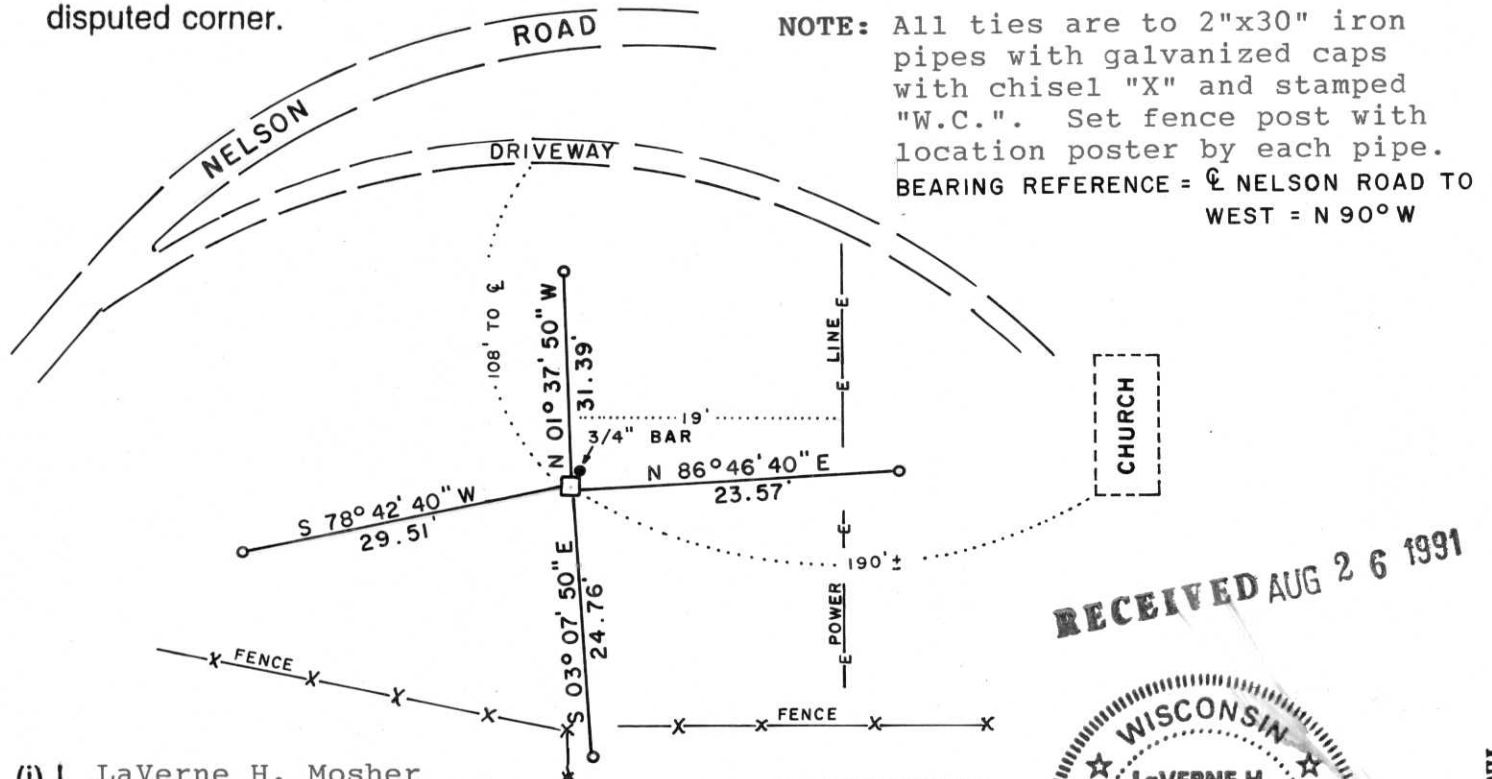 disputed corner.
NOTE: All ties are to 2"x30" iron
pipes with galvanized caps
with chisel "X" and stamped
"W.C.". Set fence post with
location poster by each pipe.
BEARING REFERENCE = ℄ NELSON ROAD TO
WEST = N 90° W
NELSON ROAD
DRIVEWAY
108' TO ℄
N 01° 37' 50" W
31.39'
19'
3/4" BAR
E LINE E
E
CHURCH
N 86° 46' 40" E
23.57'
S 78° 42' 40" W
29.51'
S 03° 07' 50" E
24.76'
190'±
E POWER E E
x FENCE x x x x
x FENCE x x x
x
RECEIVED AUG 26 1991
WISCONSIN
LaVERNE H.
(i) I, LaVerne H. Mosher